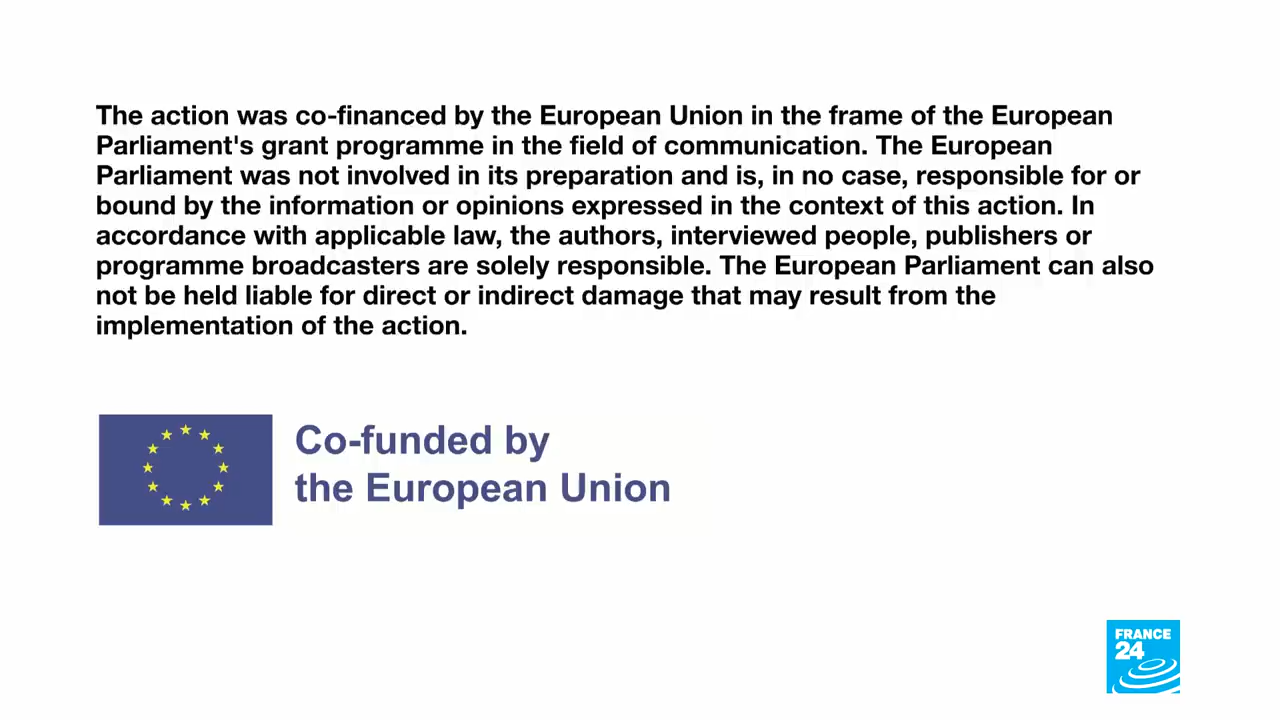 The action was co-financed by the European Union in the frame of the European
Parliament's grant programme in the field of communication. The European
Parliament was not involved in its preparation and is, in no case, responsible for or
bound by the information or opinions expressed in the context of this action. In
accordance with applicable law, the authors, interviewed people, publishers or
programme broadcasters are solely responsible. The European Parliament can also
not be held liable for direct or indirect damage that may result from the
implementation of the action.
Co-funded by
the European Union
FRANCE
24